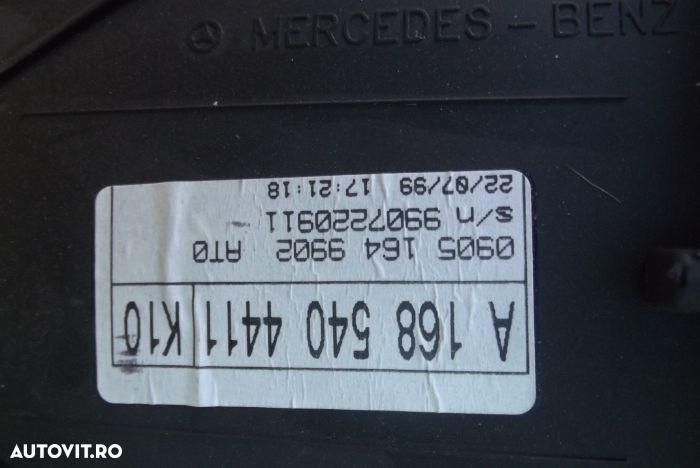 MERCEDES - BENZ
A 168 540 4411 K10
0905 164 9902 AT0
s/n 9907220911
22/07/99 17:21:18
AUTOVIT.RO